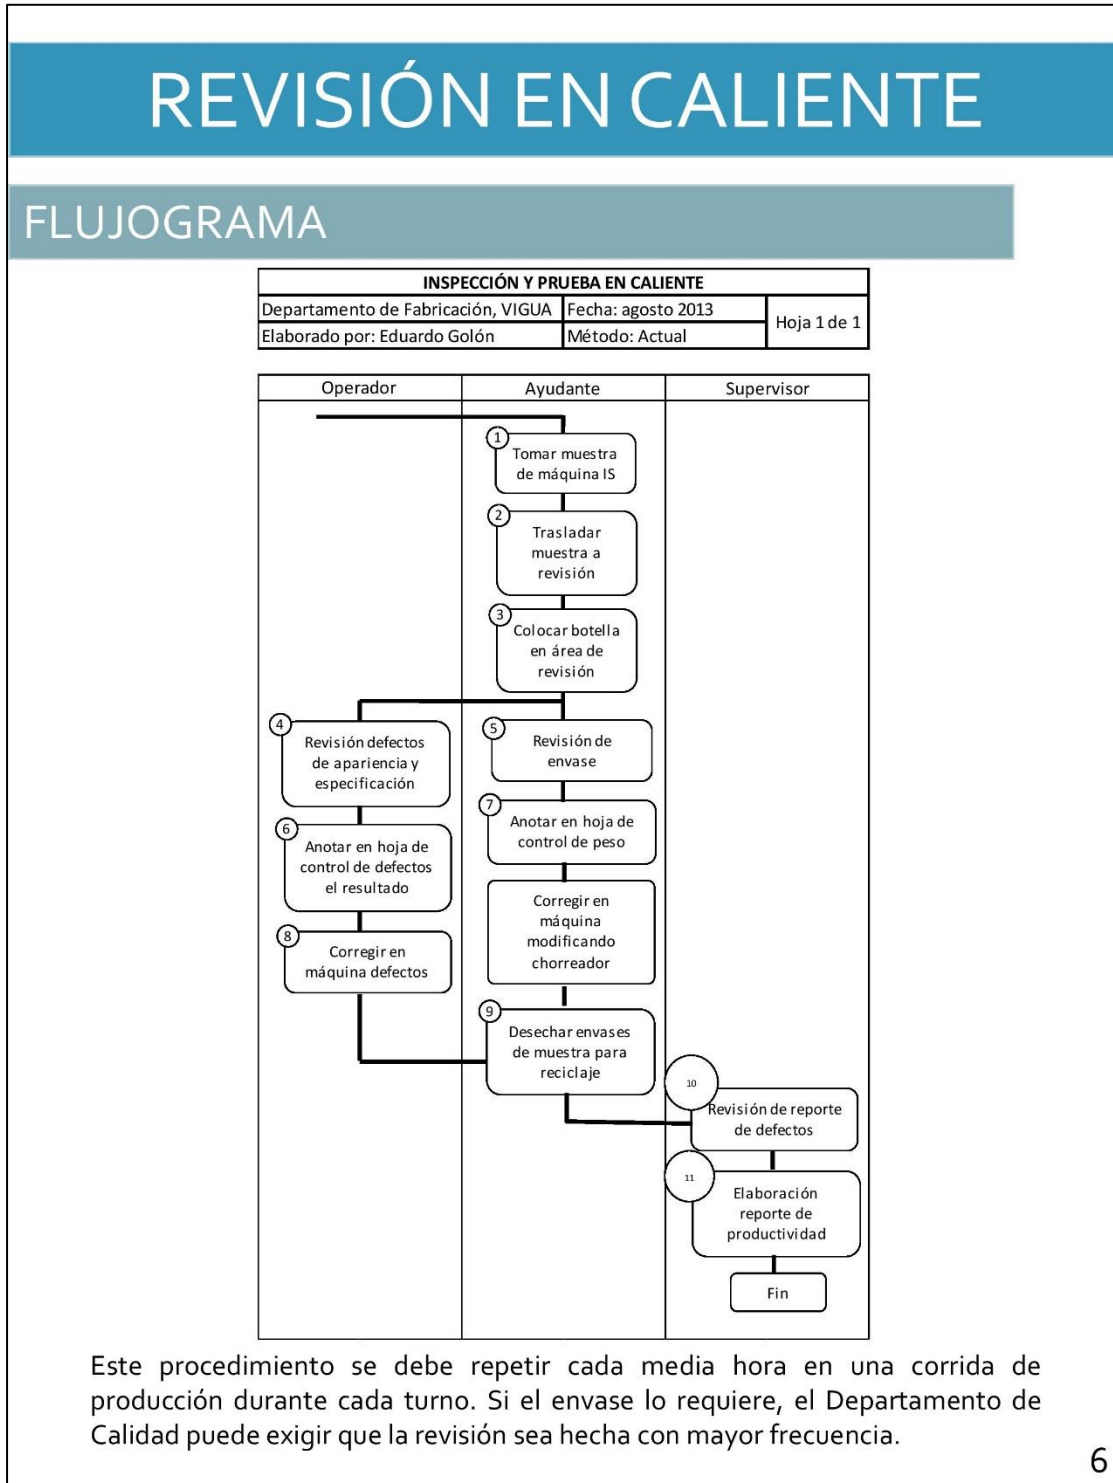 REVISIÓN EN CALIENTE
FLUJOGRAMA
INSPECCIÓN Y PRUEBA EN CALIENTE
Departamento de Fabricación, VIGUA
Fecha: agosto 2013
Hoja 1 de 1
Elaborado por: Eduardo Golón
Método: Actual
Operador
Ayudante
Supervisor
1
Tomar muestra
de máquina IS
2
Trasladar
muestra a
revisión
3
Colocar botella
en área de
revisión
4
Revisión defectos
de apariencia y
especificación
5
Revisión de
envase
6
Anotar en hoja de
control de defectos
el resultado
7
Anotar en hoja de
control de peso
Corregir en
máquina
modificando
chorreador
8
Corregir en
máquina defectos
9
Desechar envases
de muestra para
reciclaje
10
Revisión de reporte
de defectos
11
Elaboración
reporte de
productividad
Fin
Este procedimiento se debe repetir cada media hora en una corrida de
producción durante cada turno. Si el envase lo requiere, el Departamento de
Calidad puede exigir que la revisión sea hecha con mayor frecuencia.
6